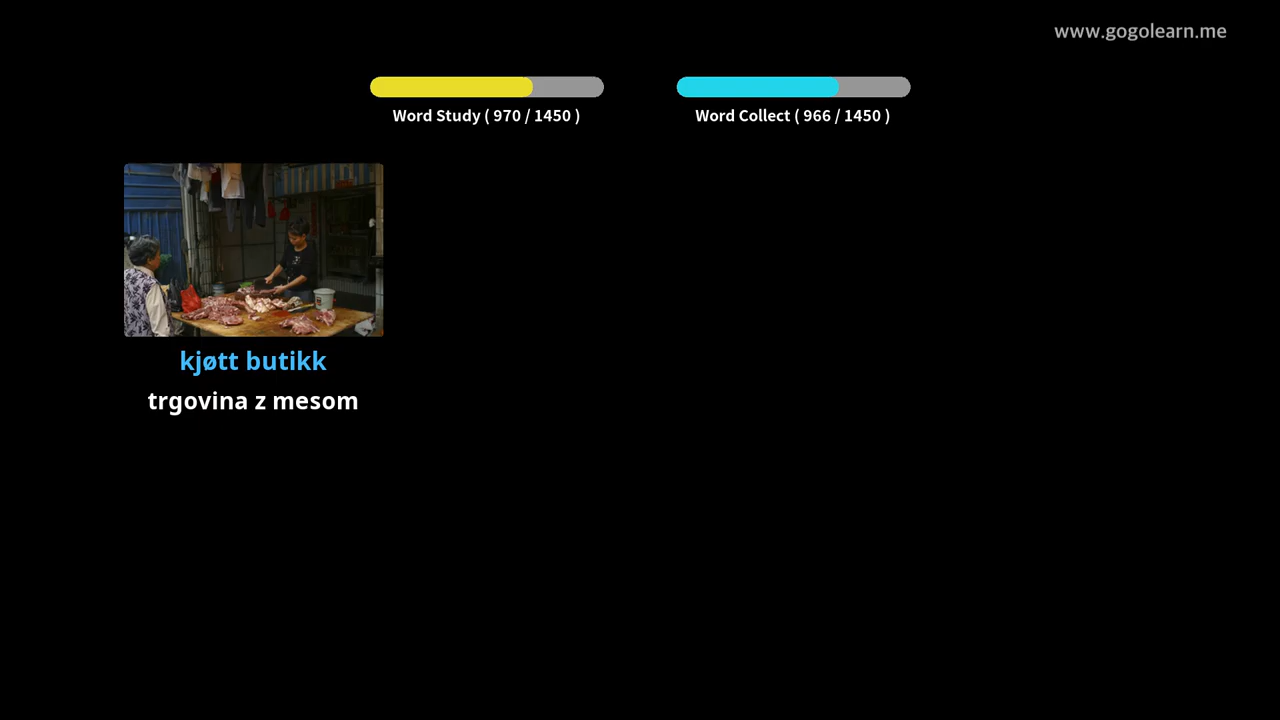 www.gogolearn.me
Word Study ( 970 / 1450 )
Word Collect ( 966 / 1450 )
kjøtt butikk
trgovina z mesom